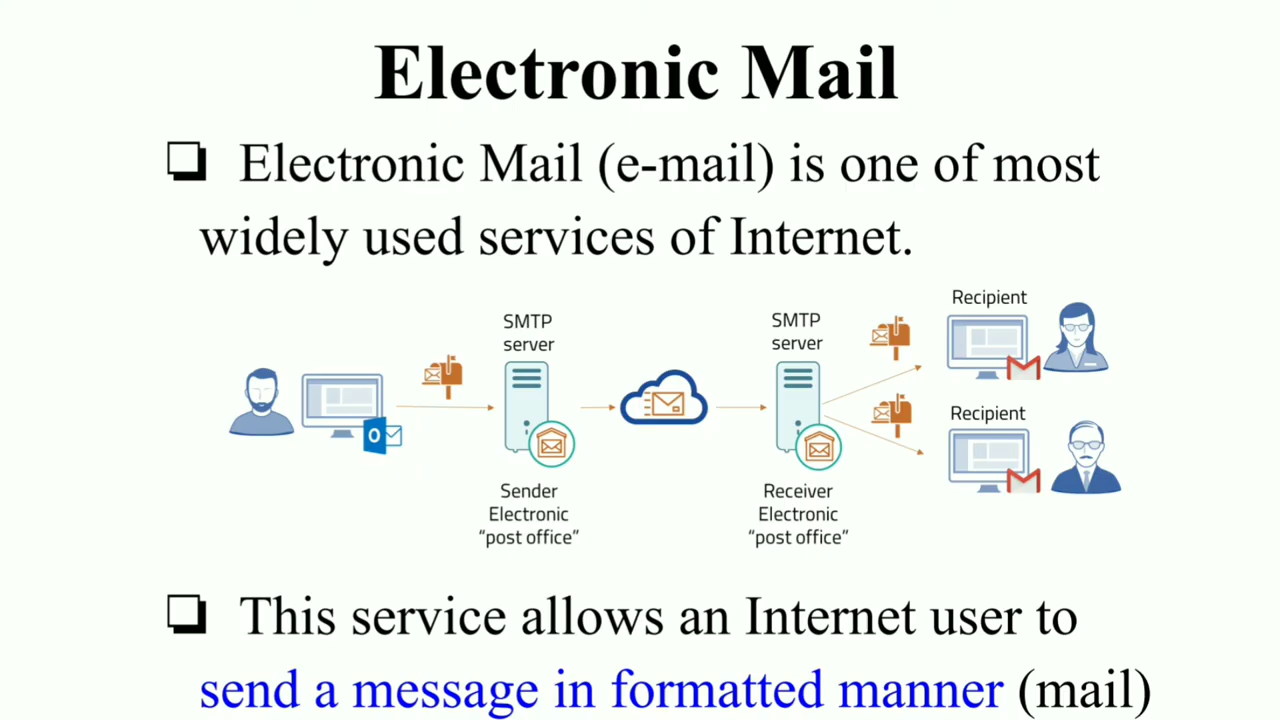 Electronic Mail
❑ Electronic Mail (e-mail) is one of most
widely used services of Internet.
SMTP
server
SMTP
server
Recipient
Recipient
Sender
Electronic
“post office”
Receiver
Electronic
“post office”
❑ This service allows an Internet user to
send a message in formatted manner (mail)